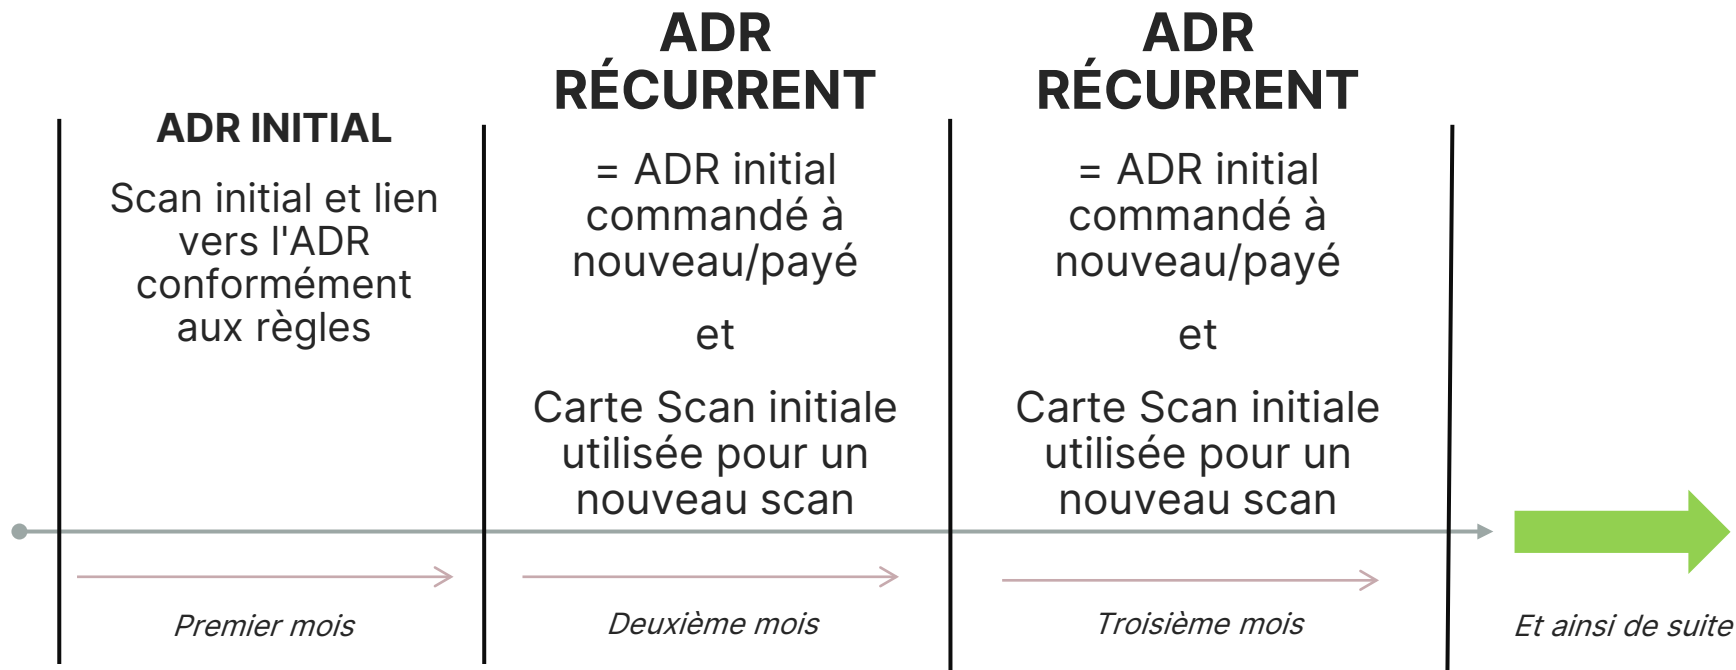 ADR INITIAL
Scan initial et lien
vers l'ADR
conformément
aux règles
ADR
RÉCURRENT
= ADR initial
commandé à
nouveau/payé
et
Carte Scan initiale
utilisée pour un
nouveau scan
ADR
RÉCURRENT
= ADR initial
commandé à
nouveau/payé
et
Carte Scan initiale
utilisée pour un
nouveau scan
Premier mois
Deuxième mois
Troisième mois
Et ainsi de suite